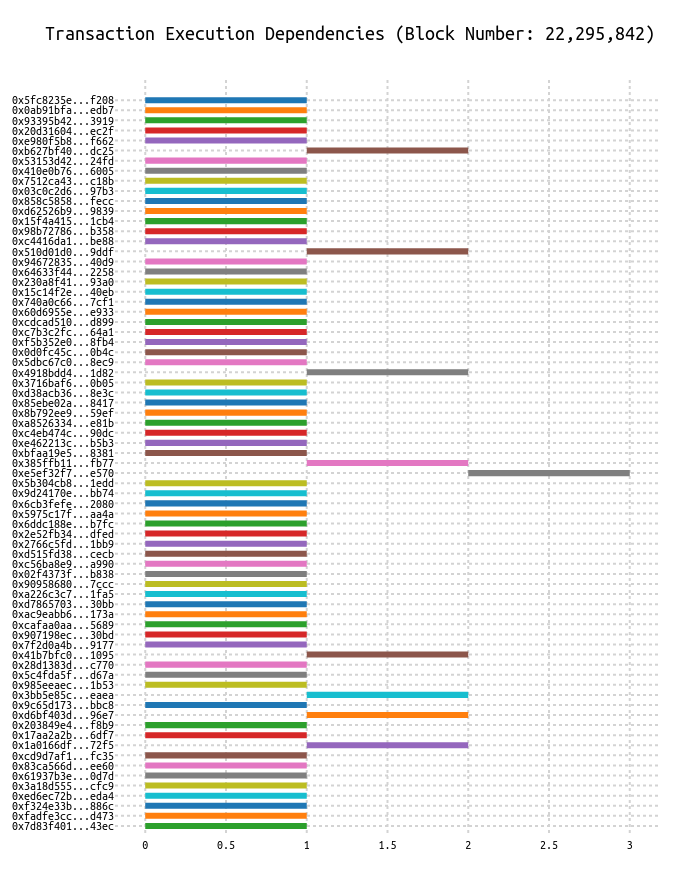 Transaction Execution Dependencies (Block Number: 22,295,842)
0x5fc8235e...f208
0x0ab91bfa...edb7
0x93395b42...3919
0x20d31604...ec2f
0xe980f5b8...f662
0xb627bf40...dc25
0x53153d42...24fd
0x410e0b76...6005
0x7512ca43...c18b
0x03c0c2d6...97b3
0x858c5858...fecc
0xd62526b9...9839
0x15f4a415...1cb4
0x98b72786...b358
0xc4416da1...be88
0x510d01d0...9ddf
0x94672835...40d9
0x64633f44...2258
0x230a8f41...93a0
0x15c14f2e...40eb
0x740a0c66...7cf1
0x60d6955e...e933
0xcdcad510...d899
0xc7b3c2fc...64a1
0xf5b352e0...8fb4
0x0d0fc45c...0b4c
0x5dbc67c0...8ec9
0x4918bdd4...1d82
0x3716baf6...0b05
0xd38acb36...8e3c
0x85ebe02a...8417
0x8b792ee9...59ef
0xa8526334...e81b
0xc4eb474c...90dc
0xe462213c...b5b3
0xbfaa19e5...8381
0x385ffb11...fb77
0xe5ef32f7...e570
0x5b304cb8...1edd
0x9d24170e...bb74
0x6cb3fefe...2080
0x5975c17f...aa4a
0x6ddc188e...b7fc
0x2e52fb34...dfed
0x2766c5fd...1bb9
0xd515fd38...cecb
0xc56ba8e9...a990
0x02f4373f...b838
0x90958680...7ccc
0xa226c3c7...1fa5
0xd7865703...30bb
0xac9eabb6...173a
0xcafaa0aa...5689
0x907198ec...30bd
0x7f2d0a4b...9177
0x41b7bfc0...1095
0x28d1383d...c770
0x5c4fda5f...d67a
0x985eeaec...1b53
0x3bb5e85c...eaea
0x9c65d173...bbc8
0xd6bf403d...96e7
0x203849e4...f8b9
0x17aa2a2b...6df7
0x1a0166df...72f5
0xcd9d7af1...fc35
0x83ca566d...ee60
0x61937b3e...0d7d
0x3a18d555...cfc9
0xed6ec72b...eda4
0xf324e33b...886c
0xfadfe3cc...d473
0x7d83f401...43ec
0 0.5 1 1.5 2 2.5 3